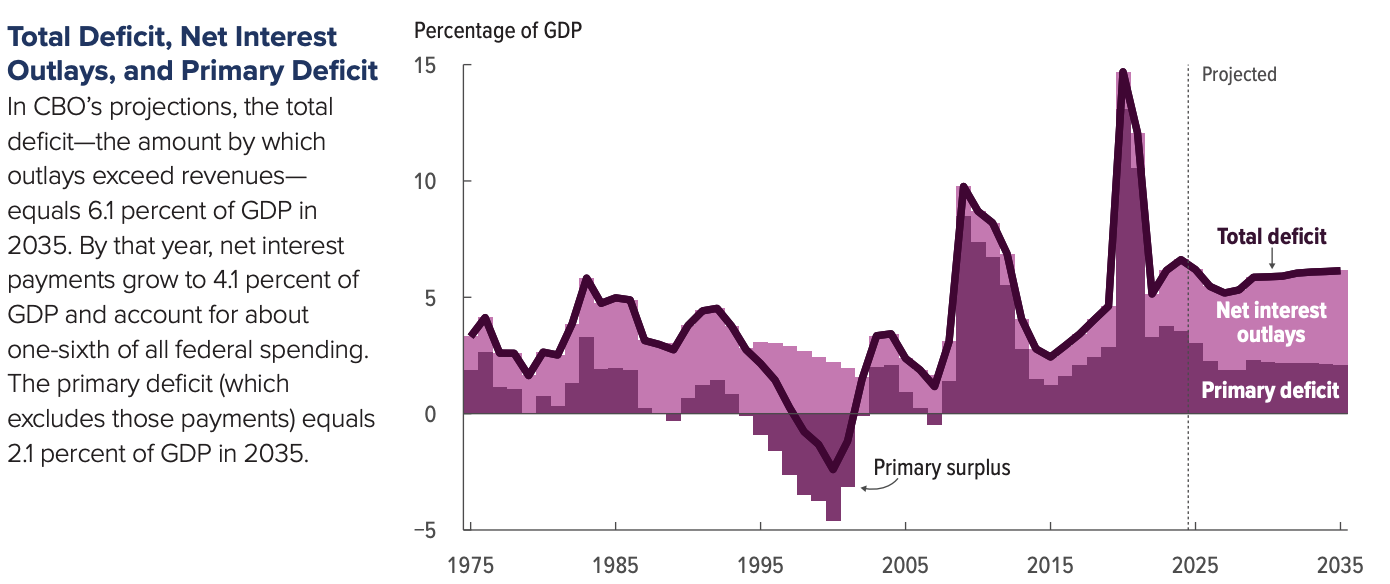 Total Deficit, Net Interest
Outlays, and Primary Deficit
In CBO’s projections, the total
deficit—the amount by which
outlays exceed revenues—
equals 6.1 percent of GDP in
2035. By that year, net interest
payments grow to 4.1 percent of
GDP and account for about
one-sixth of all federal spending.
The primary deficit (which
excludes those payments) equals
2.1 percent of GDP in 2035.
Percentage of GDP
15
10
5
0
−5
Projected
Total deficit
Net interest
outlays
Primary deficit
Primary surplus
1975
1985
1995
2005
2015
2025
2035